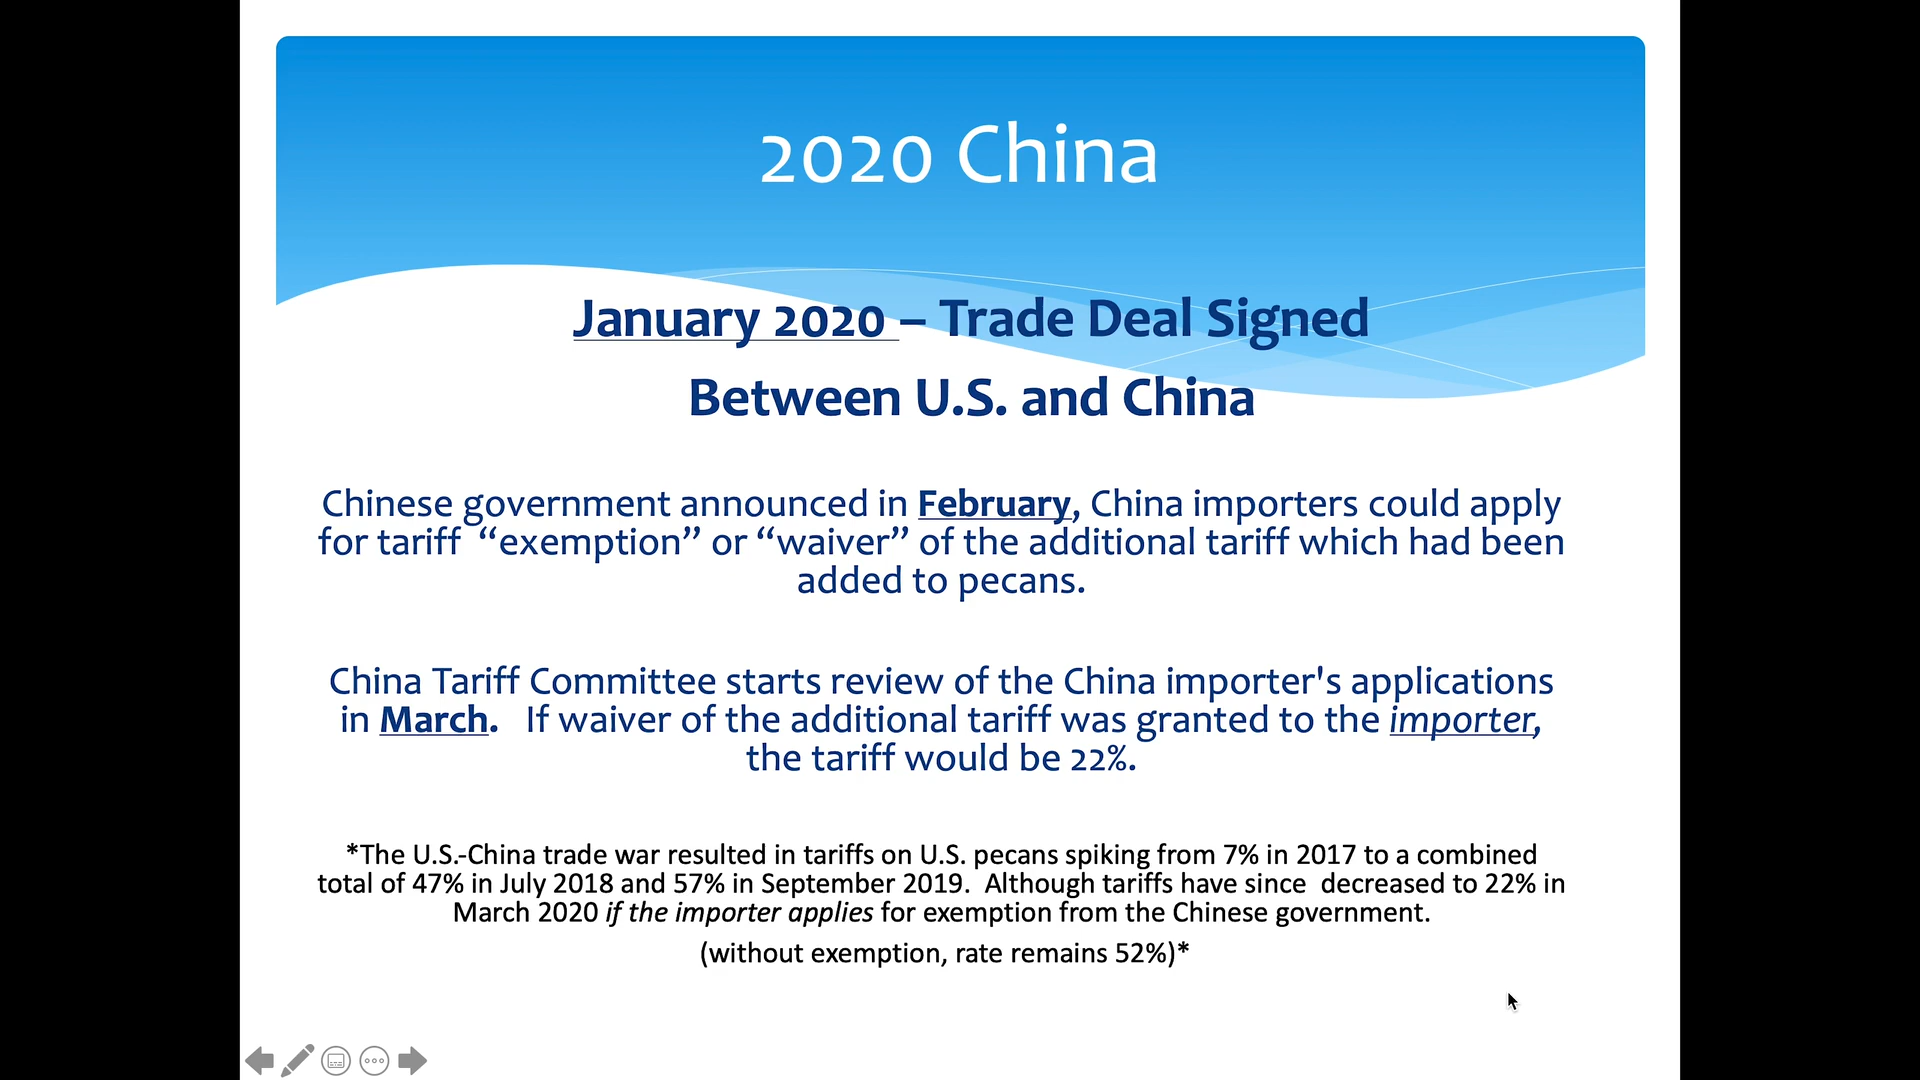 2020 China
January 2020 – Trade Deal Signed
Between U.S. and China
Chinese government announced in February, China importers could apply
for tariff “exemption” or “waiver” of the additional tariff which had been
added to pecans.
China Tariff Committee starts review of the China importer's applications
in March. If waiver of the additional tariff was granted to the importer,
the tariff would be 22%.
*The U.S.-China trade war resulted in tariffs on U.S. pecans spiking from 7% in 2017 to a combined
total of 47% in July 2018 and 57% in September 2019. Although tariffs have since decreased to 22% in
March 2020 if the importer applies for exemption from the Chinese government.
(without exemption, rate remains 52%)*